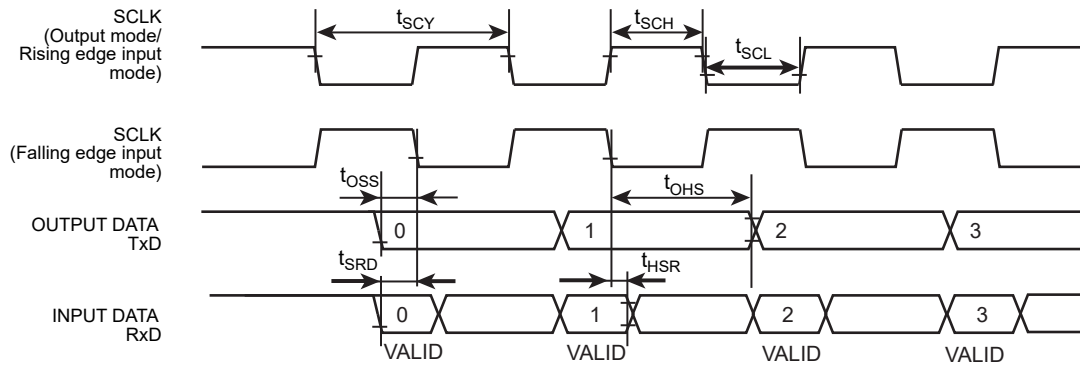 SCLK
(Output mode/
Rising edge input
mode)
tSCY
tSCH
tSCL
SCLK
(Falling edge input
mode)
tOSS
tOHS
OUTPUT DATA
TxD
0
1
2
3
tSRD
tHSR
INPUT DATA
RxD
0
1
2
3
VALID
VALID
VALID
VALID